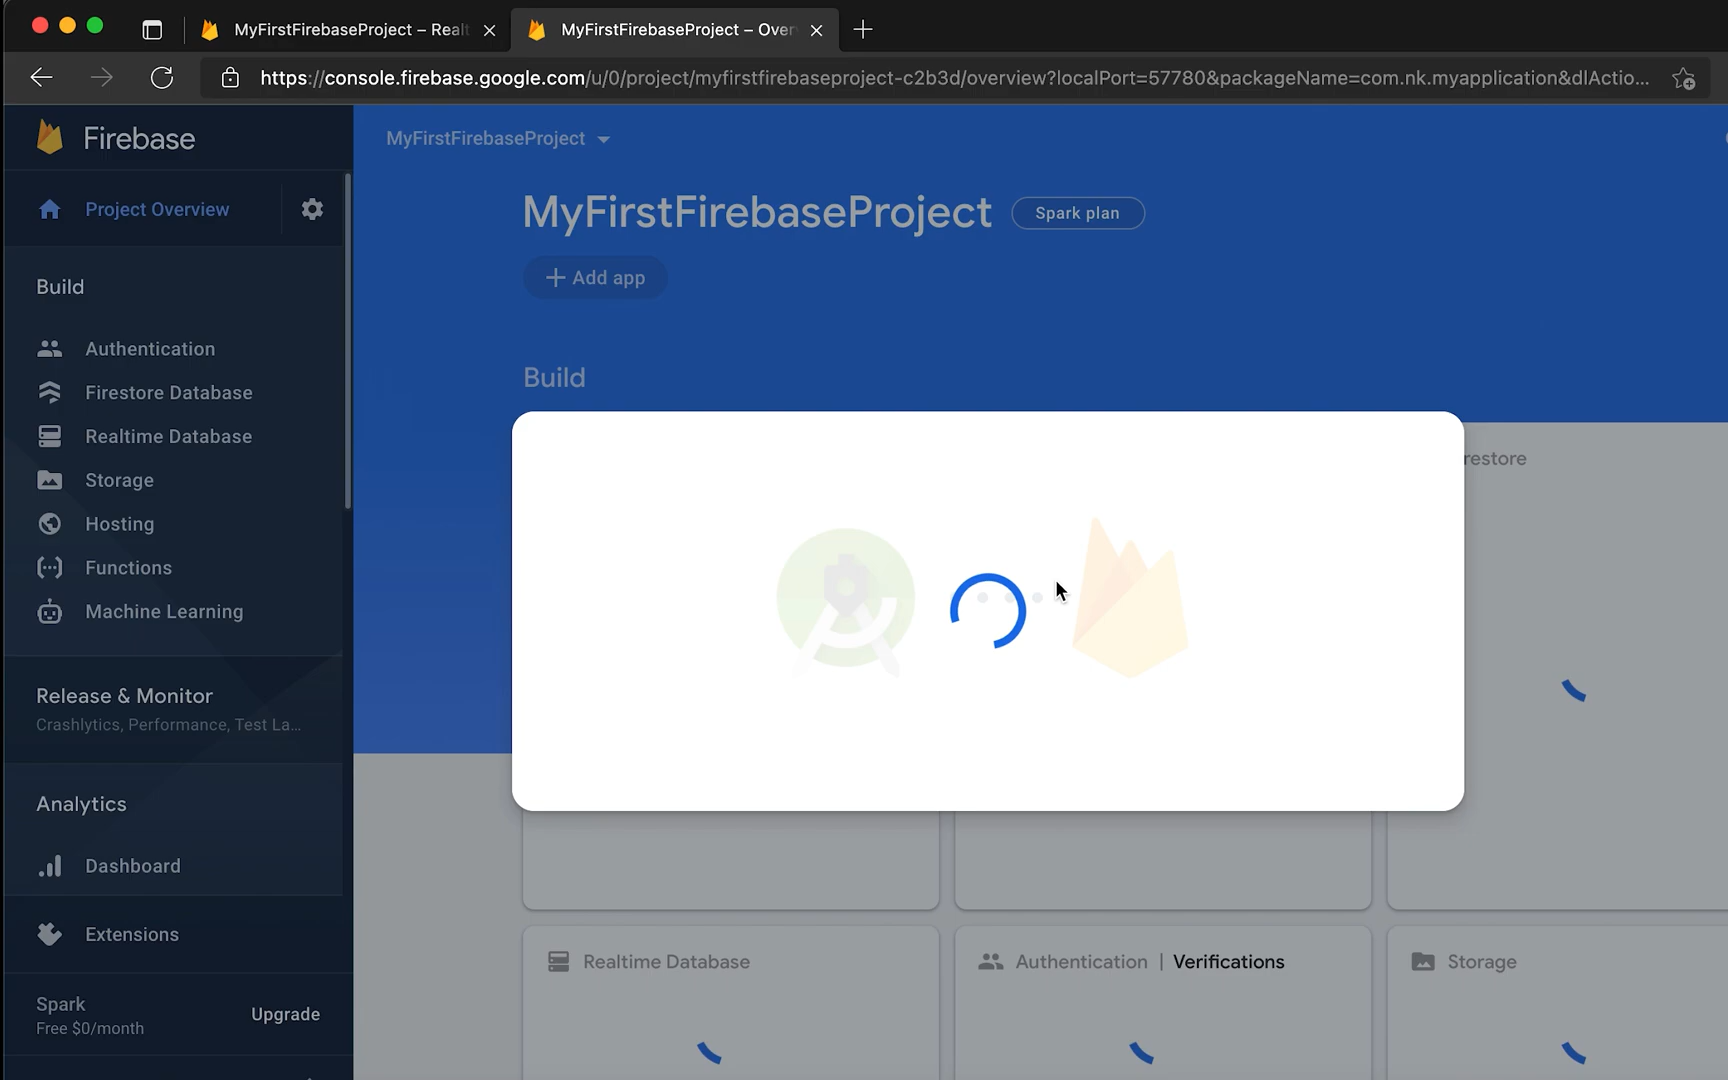 MyFirstFirebaseProject – Realt
MyFirstFirebaseProject – Over
https://console.firebase.google.com/u/0/project/myfirstfirebaseproject-c2b3d/overview?localPort=57780&packageName=com.nk.myapplication&dlActio...
Firebase
MyFirstFirebaseProject
Project Overview
MyFirstFirebaseProject
Spark plan
+ Add app
Build
Authentication
Firestore Database
Realtime Database
Storage
Hosting
Functions
Machine Learning
Release & Monitor
Crashlytics, Performance, Test La...
Analytics
Dashboard
Extensions
Spark
Free $0/month
Upgrade
Build
restore
Realtime Database
Authentication | Verifications
Storage